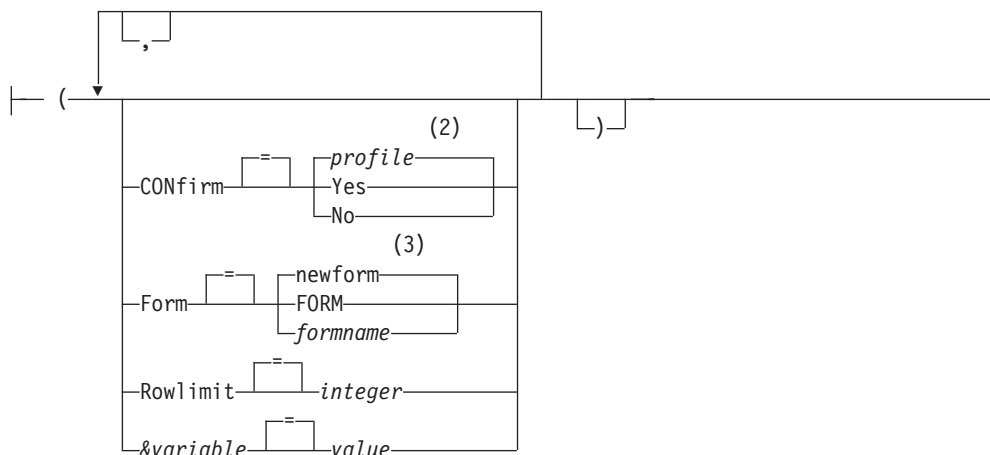 ,
( )
(2)
= profile
CONfirm Yes
No
(3)
= newform
Form FORM
formname
=
Rowlimit integer
=
&variable value